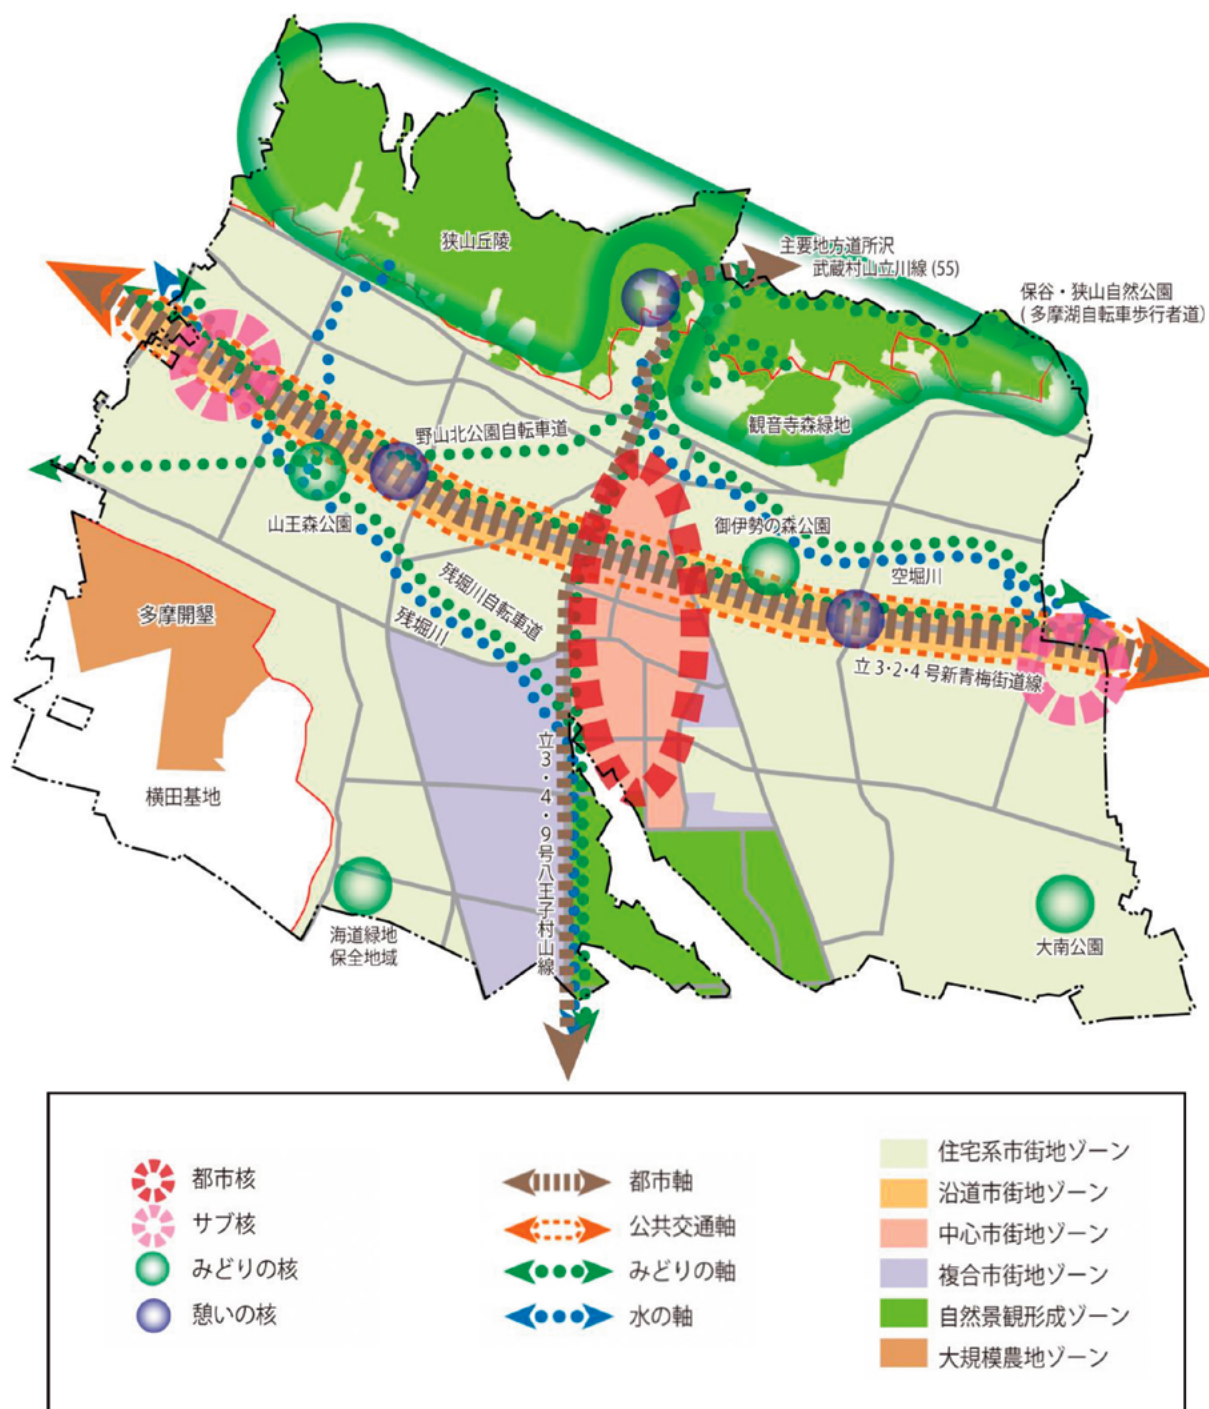 狭山丘陵
主要地方道所沢
武蔵村山立川線 (55)
保谷・狭山自然公園
( 多摩湖自転車歩行者道)
観音寺森緑地
野山北公園自転車道
山王森公園
御伊勢の森公園
空堀川
残堀川自転車道
残堀川
多摩開墾
立 3・2・4 号新青梅街道線
横田基地
立3・4・9号八王子村山線
海道緑地
保全地域
大南公園
都市核
サブ核
みどりの核
憩いの核
都市軸
公共交通軸
みどりの軸
水の軸
住宅系市街地ゾーン
沿道市街地ゾーン
中心市街地ゾーン
複合市街地ゾーン
自然景観形成ゾーン
大規模農地ゾーン